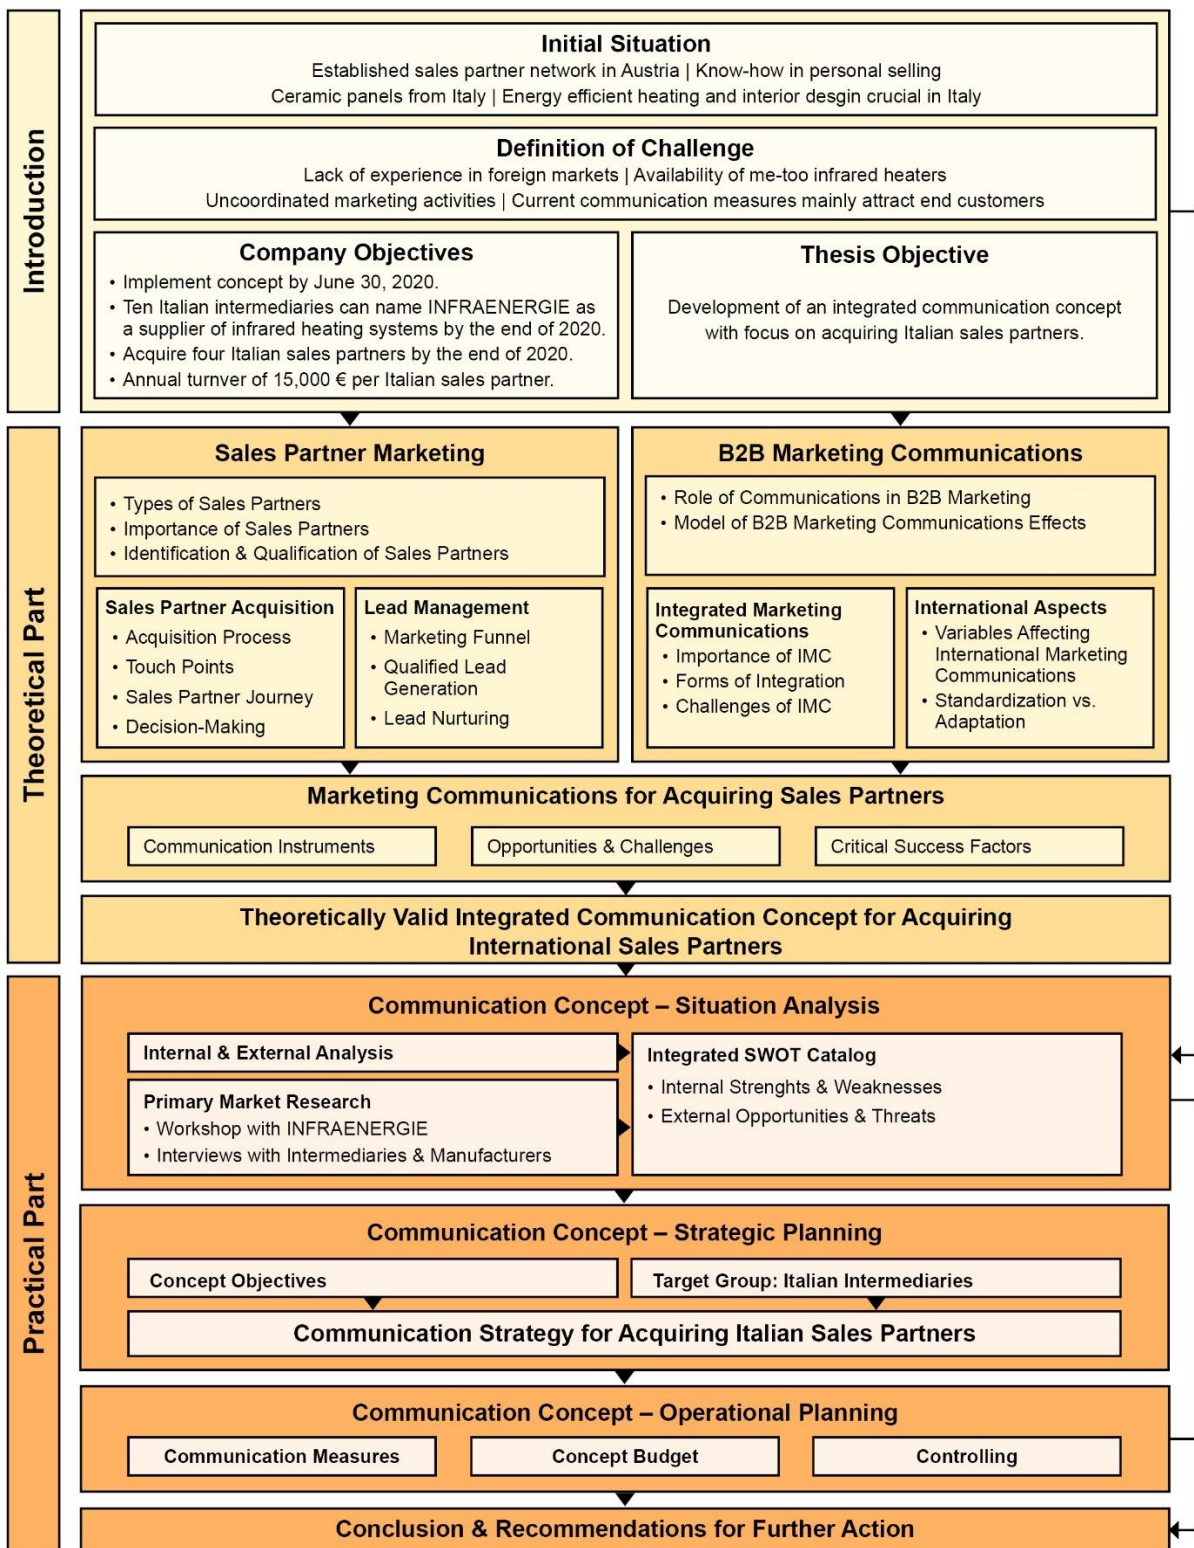 Introduction
Initial Situation
Established sales partner network in Austria | Know-how in personal selling
Ceramic panels from Italy | Energy efficient heating and interior desgin crucial in Italy
Definition of Challenge
Lack of experience in foreign markets | Availability of me-too infrared heaters
Uncoordinated marketing activities | Current communication measures mainly attract end customers
Company Objectives
• Implement concept by June 30, 2020.
• Ten Italian intermediaries can name INFRAENERGIE as
a supplier of infrared heating systems by the end of 2020.
• Acquire four Italian sales partners by the end of 2020.
• Annual turnver of 15,000 € per Italian sales partner.
Thesis Objective
Development of an integrated communication concept
with focus on acquiring Italian sales partners.
Theoretical Part
Sales Partner Marketing
• Types of Sales Partners
• Importance of Sales Partners
• Identification & Qualification of Sales Partners
Sales Partner Acquisition
• Acquisition Process
• Touch Points
• Sales Partner Journey
• Decision-Making
Lead Management
• Marketing Funnel
• Qualified Lead
Generation
• Lead Nurturing
B2B Marketing Communications
• Role of Communications in B2B Marketing
• Model of B2B Marketing Communications Effects
Integrated Marketing
Communications
• Importance of IMC
• Forms of Integration
• Challenges of IMC
International Aspects
• Variables Affecting
International Marketing
Communications
• Standardization vs.
Adaptation
Marketing Communications for Acquiring Sales Partners
Communication Instruments
Opportunities & Challenges
Critical Success Factors
Theoretically Valid Integrated Communication Concept for Acquiring
International Sales Partners
Practical Part
Communication Concept – Situation Analysis
Internal & External Analysis
Primary Market Research
• Workshop with INFRAENERGIE
• Interviews with Intermediaries & Manufacturers
Integrated SWOT Catalog
• Internal Strenghts & Weaknesses
• External Opportunities & Threats
Communication Concept – Strategic Planning
Concept Objectives
Target Group: Italian Intermediaries
Communication Strategy for Acquiring Italian Sales Partners
Communication Concept – Operational Planning
Communication Measures
Concept Budget
Controlling
Conclusion & Recommendations for Further Action